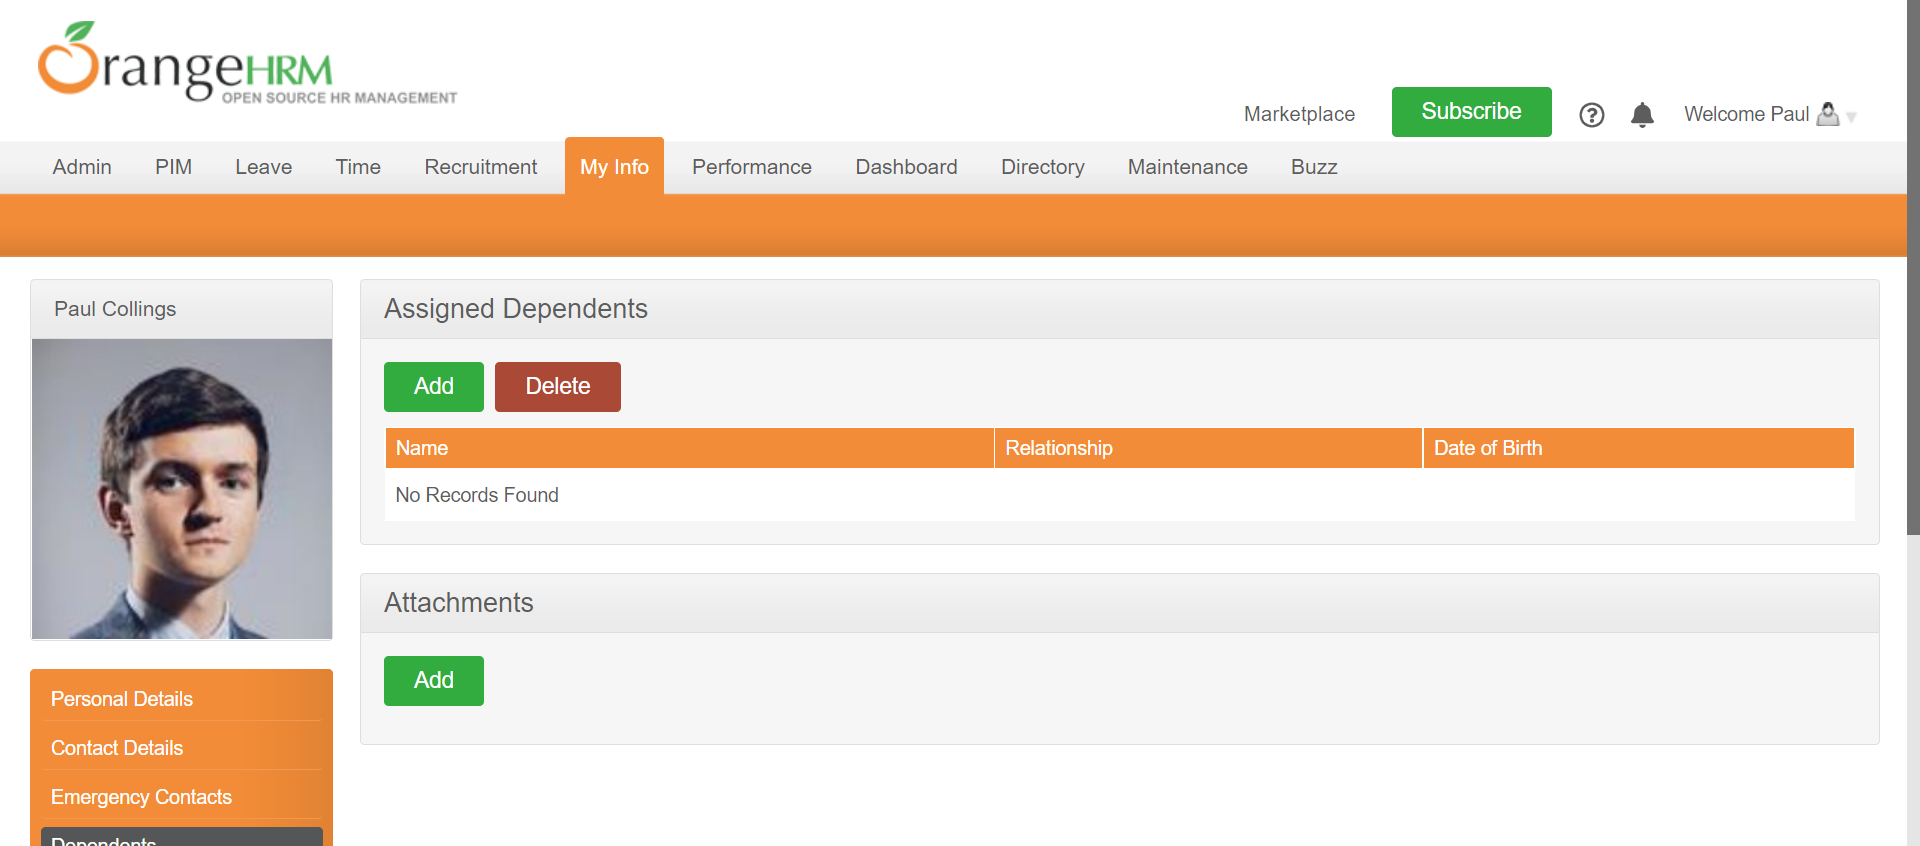 OrangeHRM
OPEN SOURCE HR MANAGEMENT
Marketplace
Subscribe
Welcome Paul
Admin
PIM
Leave
Time
Recruitment
My Info
Performance
Dashboard
Directory
Maintenance
Buzz
Paul Collings
Personal Details
Contact Details
Emergency Contacts
Dependents
Assigned Dependents
Add
Delete
Name
Relationship
Date of Birth
No Records Found
Attachments
Add